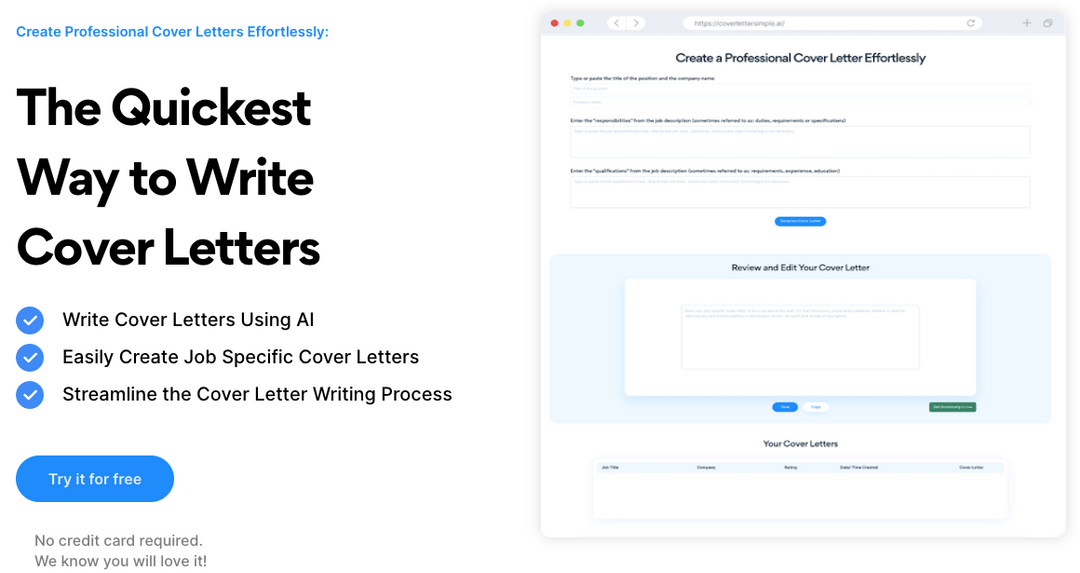 Create Professional Cover Letters Effortlessly:
The Quickest
Way to Write
Cover Letters
Write Cover Letters Using AI
Easily Create Job Specific Cover Letters
Streamline the Cover Letter Writing Process
Try it for free
No credit card required.
We know you will love it!
https://coverlettersimple.ai/
Create a Professional Cover Letter Effortlessly
Type or paste the title of the position and the company name
Title of the position
Company name
Enter the "responsibilities" from the job description (sometimes referred to as: duties, requirements or specifications)
Enter the "qualifications" from the job description (sometimes referred to as: requirements, experience, education)
Generate Cover Letter
Review and Edit Your Cover Letter
Save
Copy
Your Cover Letters
Job Title
Company
Rating
Date/ Time Created
Cover Letter